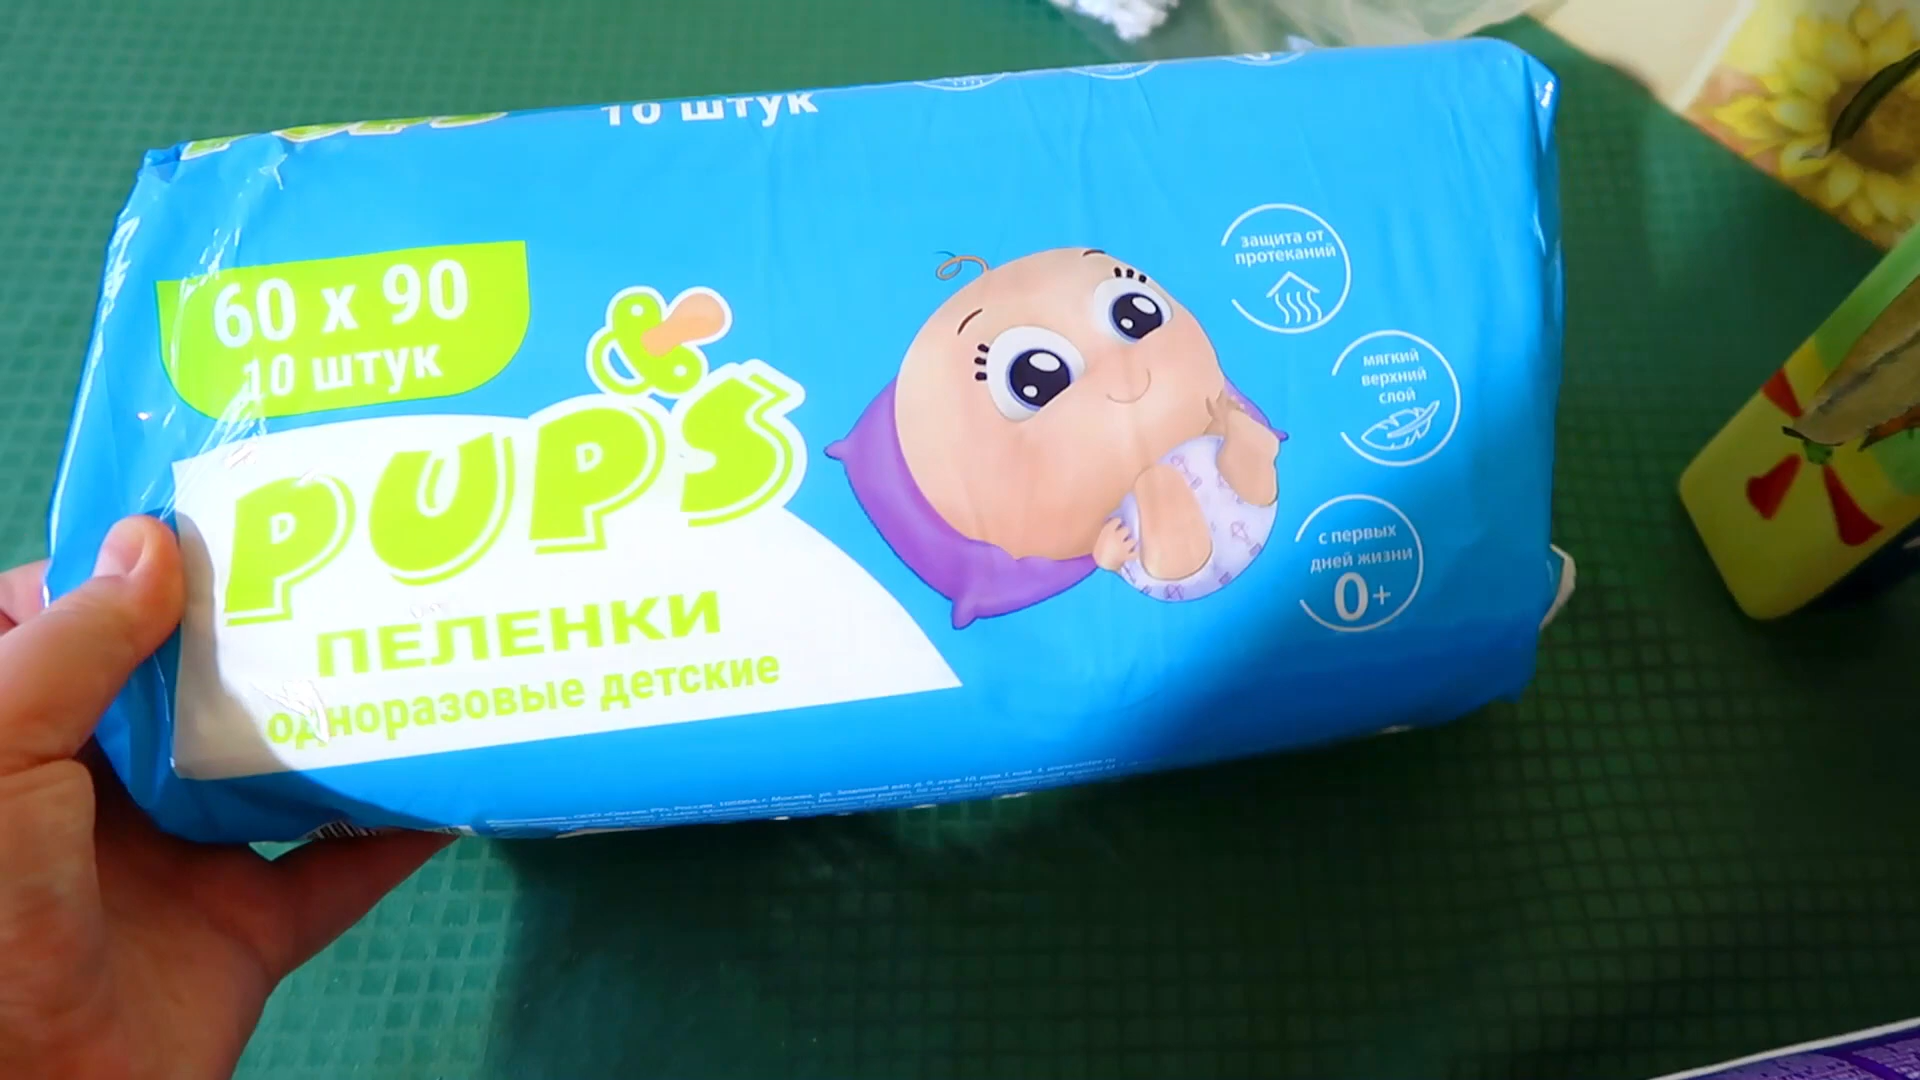 10 штук
60 x 90
10 штук
PUPS
ПЕЛЕНКИ
одноразовые детские
защита от
протеканий
мягкий
верхний
слой
с первых
дней жизни
0+